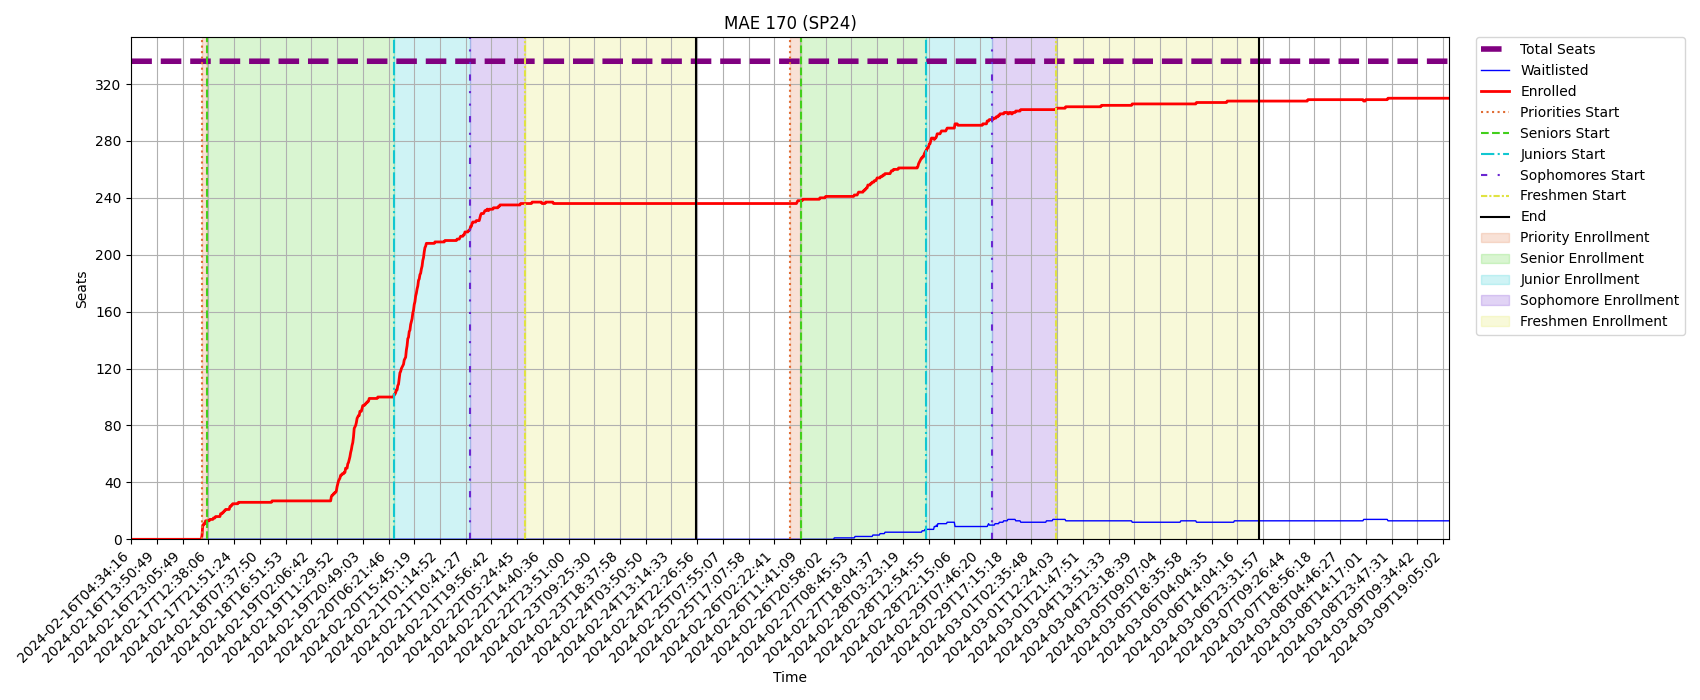 MAE 170 (SP24)
Seats
320
280
240
200
160
120
80
40
0
2024-02-16T04:34:16
2024-02-16T13:50:49
2024-02-16T23:05:49
2024-02-17T12:38:06
2024-02-17T21:51:24
2024-02-18T07:37:50
2024-02-18T16:51:53
2024-02-19T02:06:42
2024-02-19T11:29:52
2024-02-19T20:49:03
2024-02-20T06:21:46
2024-02-20T15:45:19
2024-02-21T01:14:52
2024-02-21T10:41:27
2024-02-21T19:56:42
2024-02-22T05:24:45
2024-02-22T14:40:36
2024-02-22T23:51:00
2024-02-23T09:25:30
2024-02-23T18:37:58
2024-02-24T03:50:50
2024-02-24T13:14:33
2024-02-24T22:26:56
2024-02-25T07:55:07
2024-02-25T17:07:58
2024-02-26T02:22:41
2024-02-26T11:41:09
2024-02-26T20:58:02
2024-02-27T08:45:53
2024-02-27T18:04:37
2024-02-28T03:23:19
2024-02-28T12:54:55
2024-02-28T22:15:06
2024-02-29T07:46:20
2024-02-29T17:15:18
2024-03-01T02:35:48
2024-03-01T12:24:03
2024-03-01T21:47:51
2024-03-04T13:51:33
2024-03-04T23:18:39
2024-03-05T09:07:04
2024-03-05T18:35:58
2024-03-06T04:04:35
2024-03-06T14:04:16
2024-03-06T23:31:57
2024-03-07T09:26:44
2024-03-07T18:56:18
2024-03-08T04:46:27
2024-03-08T14:17:01
2024-03-08T23:47:31
2024-03-09T09:34:42
2024-03-09T19:05:02
Time
Total Seats
Waitlisted
Enrolled
Priorities Start
Seniors Start
Juniors Start
Sophomores Start
Freshmen Start
End
Priority Enrollment
Senior Enrollment
Junior Enrollment
Sophomore Enrollment
Freshmen Enrollment